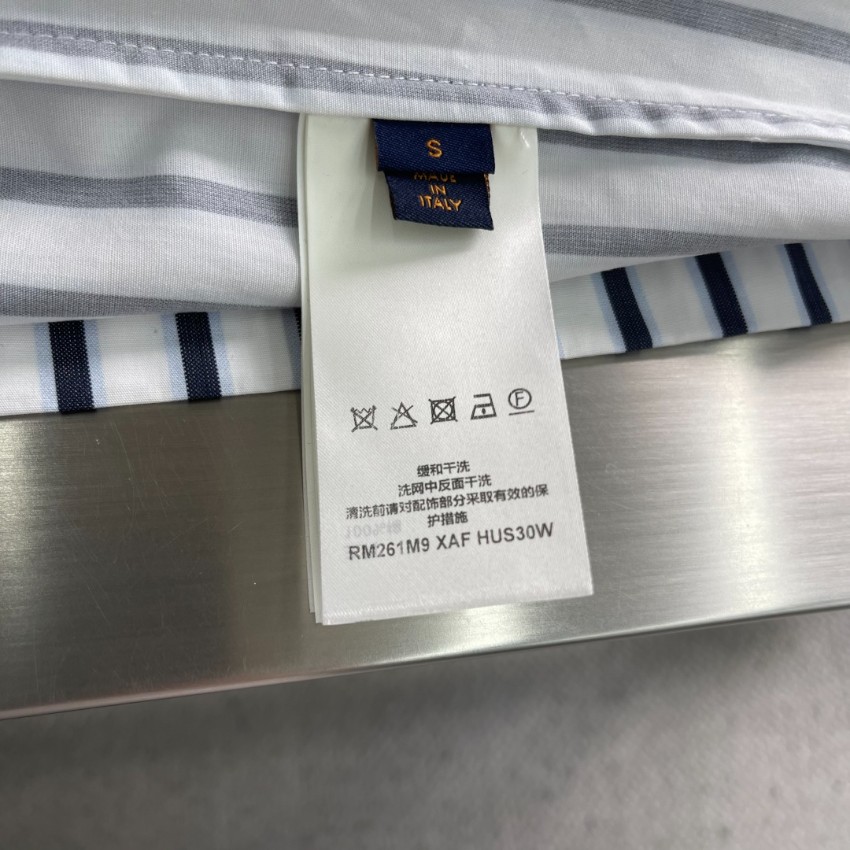 S
MADE
IN
ITALY
F
缓和干洗
洗网中反面干洗
清洗前请对配饰部分采取有效的保
护措施
RM261M9 XAF HUS30W